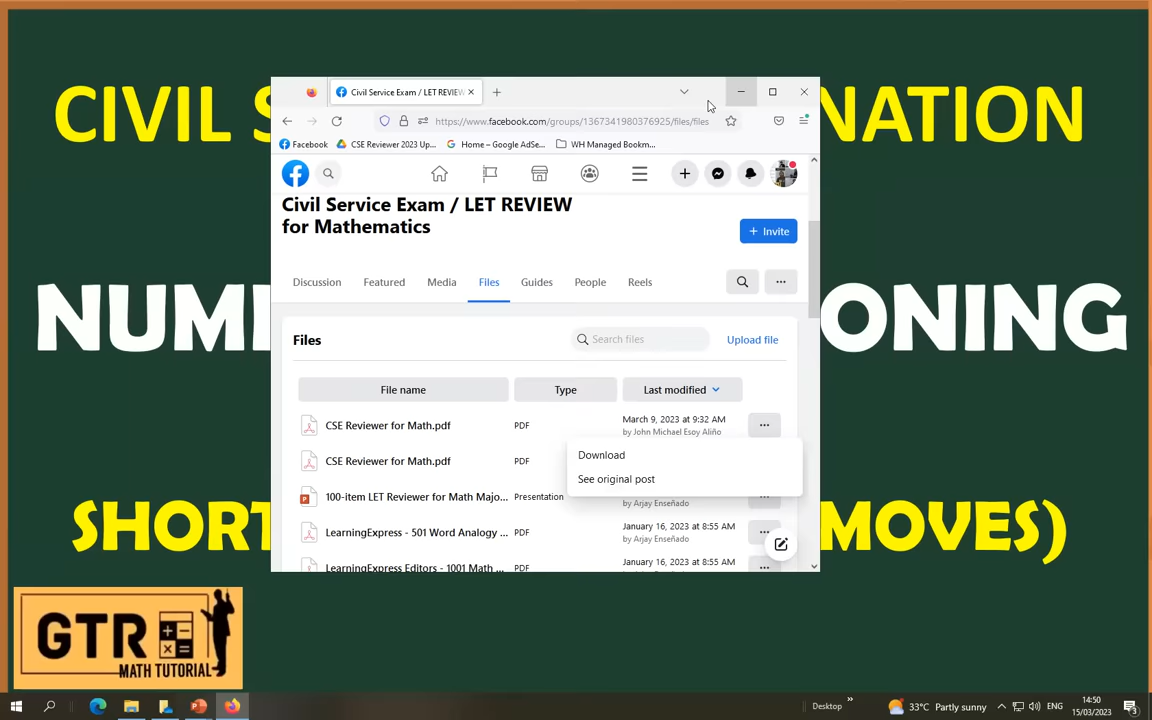 CIVIL S
NATION
NUM
ONING
SHORT
MOVES)
GTR
MATH TUTORIAL
Civil Service Exam / LET REVIEW
https://www.facebook.com/groups/1367341980376925/files/files
Facebook
CSE Reviewer 2023 Up...
Home – Google AdSe...
WH Managed Bookm...
Civil Service Exam / LET REVIEW
for Mathematics
+ Invite
Discussion
Featured
Media
Files
Guides
People
Reels
Files
Search files
Upload file
File name
Type
Last modified
CSE Reviewer for Math.pdf
PDF
March 9, 2023 at 9:32 AM
by John Michael Esoy Aliño
CSE Reviewer for Math.pdf
PDF
Download
See original post
100-item LET Reviewer for Math Majo...
Presentation
by Arjay Enseñado
LearningExpress - 501 Word Analogy ...
PDF
January 16, 2023 at 8:55 AM
by Arjay Enseñado
LearningExpress Editors - 1001 Math ...
PDF
January 16, 2023 at 8:55 AM
Desktop
33°C Partly sunny
ENG
14:50
15/03/2023
3